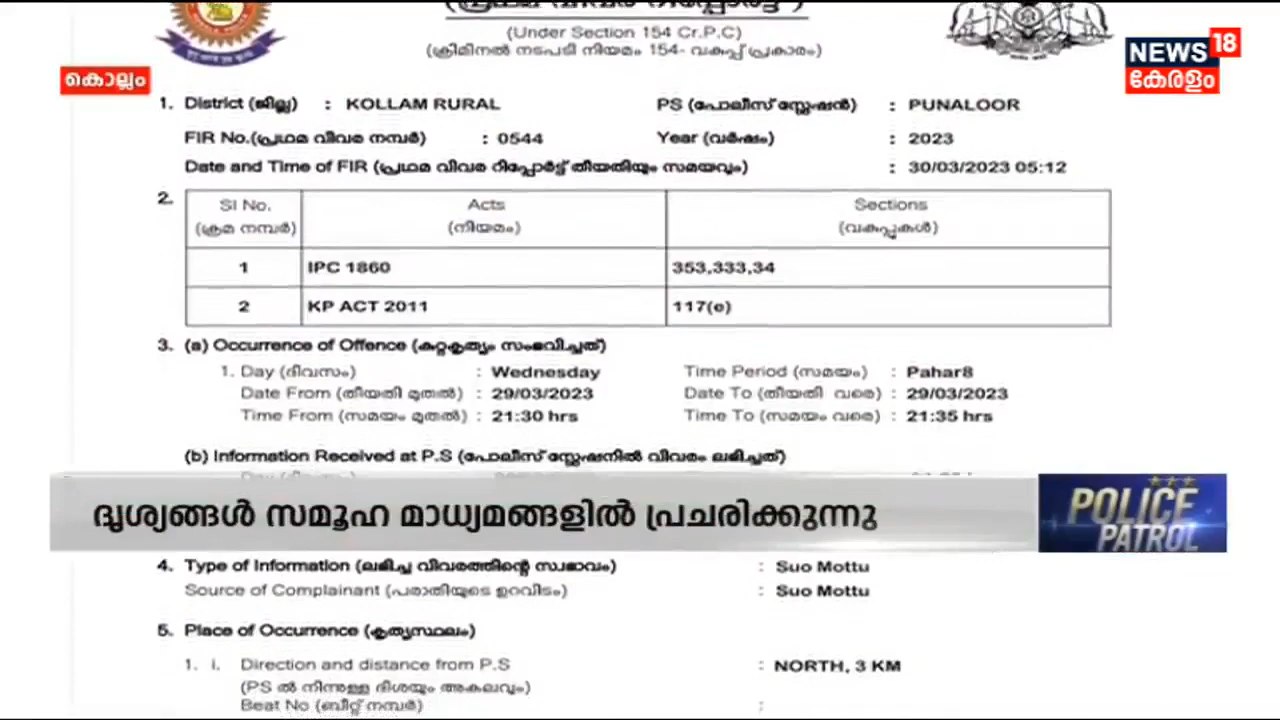 (പ്രഥമ വിവര റിപ്പോർട്ട്)
(Under Section 154 Cr.P.C)
(ക്രിമിനൽ നടപടി നിയമം 154- വകുപ്പ് പ്രകാരം)
കൊല്ലം
NEWS 18
കേരളം
1. District (ജില്ല) : KOLLAM RURAL PS (പോലീസ് സ്റ്റേഷൻ) : PUNALOOR
FIR No.(പ്രഥമ വിവര നമ്പർ) : 0544 Year (വർഷം) : 2023
Date and Time of FIR (പ്രഥമ വിവര റിപ്പോർട്ട് തീയതിയും സമയവും) : 30/03/2023 05:12
2. Sl No. Acts Sections
(ക്രമ നമ്പർ) (നിയമം) (വകുപ്പുകൾ)
1 IPC 1860 353,333,34
2 KP ACT 2011 117(e)
3. (a) Occurrence of Offence (കുറ്റകൃത്യം സംഭവിച്ചത്)
1. Day (ദിവസം) : Wednesday Time Period (സമയം) : Pahar8
Date From (തീയതി മുതൽ) : 29/03/2023 Date To (തീയതി വരെ) : 29/03/2023
Time From (സമയം മുതൽ) : 21:30 hrs Time To (സമയം വരെ) : 21:35 hrs
(b) Information Received at P.S (പോലീസ് സ്റ്റേഷനിൽ വിവരം ലഭിച്ചത്)
ദൃശ്യങ്ങൾ സമൂഹ മാധ്യമങ്ങളിൽ പ്രചരിക്കുന്നു
POLICE
PATROL
4. Type of Information (ലഭിച്ച വിവരത്തിന്റെ സ്വഭാവം) : Suo Mottu
Source of Complainant (പരാതിയുടെ ഉറവിടം) : Suo Mottu
5. Place of Occurrence (കൃത്യസ്ഥലം)
1. i. Direction and distance from P.S : NORTH, 3 KM
(PS ൽ നിന്നുള്ള ദിശയും അകലവും)
Beat No (ബീറ്റ് നമ്പർ) :